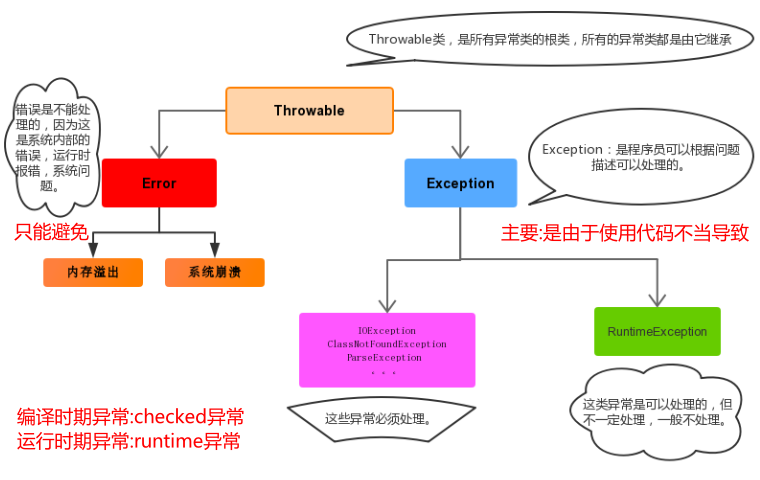 Throwable类，是所有异常类的根类，所有的异常类都是由它继承
错误是不能处
理的，因为这
是系统内部的
错误，运行时
报错，系统问
题。
Throwable
Exception：是程序员可以根据问题
描述可以处理的。
Error
Exception
只能避免
主要:是由于使用代码不当导致
内存溢出
系统崩溃
IOException
ClassNotFoundException
ParseException
。。。
RuntimeException
这些异常必须处理。
这类异常是可以处理的，但
不一定处理，一般不处理。
编译时期异常:checked异常
运行时期异常:runtime异常